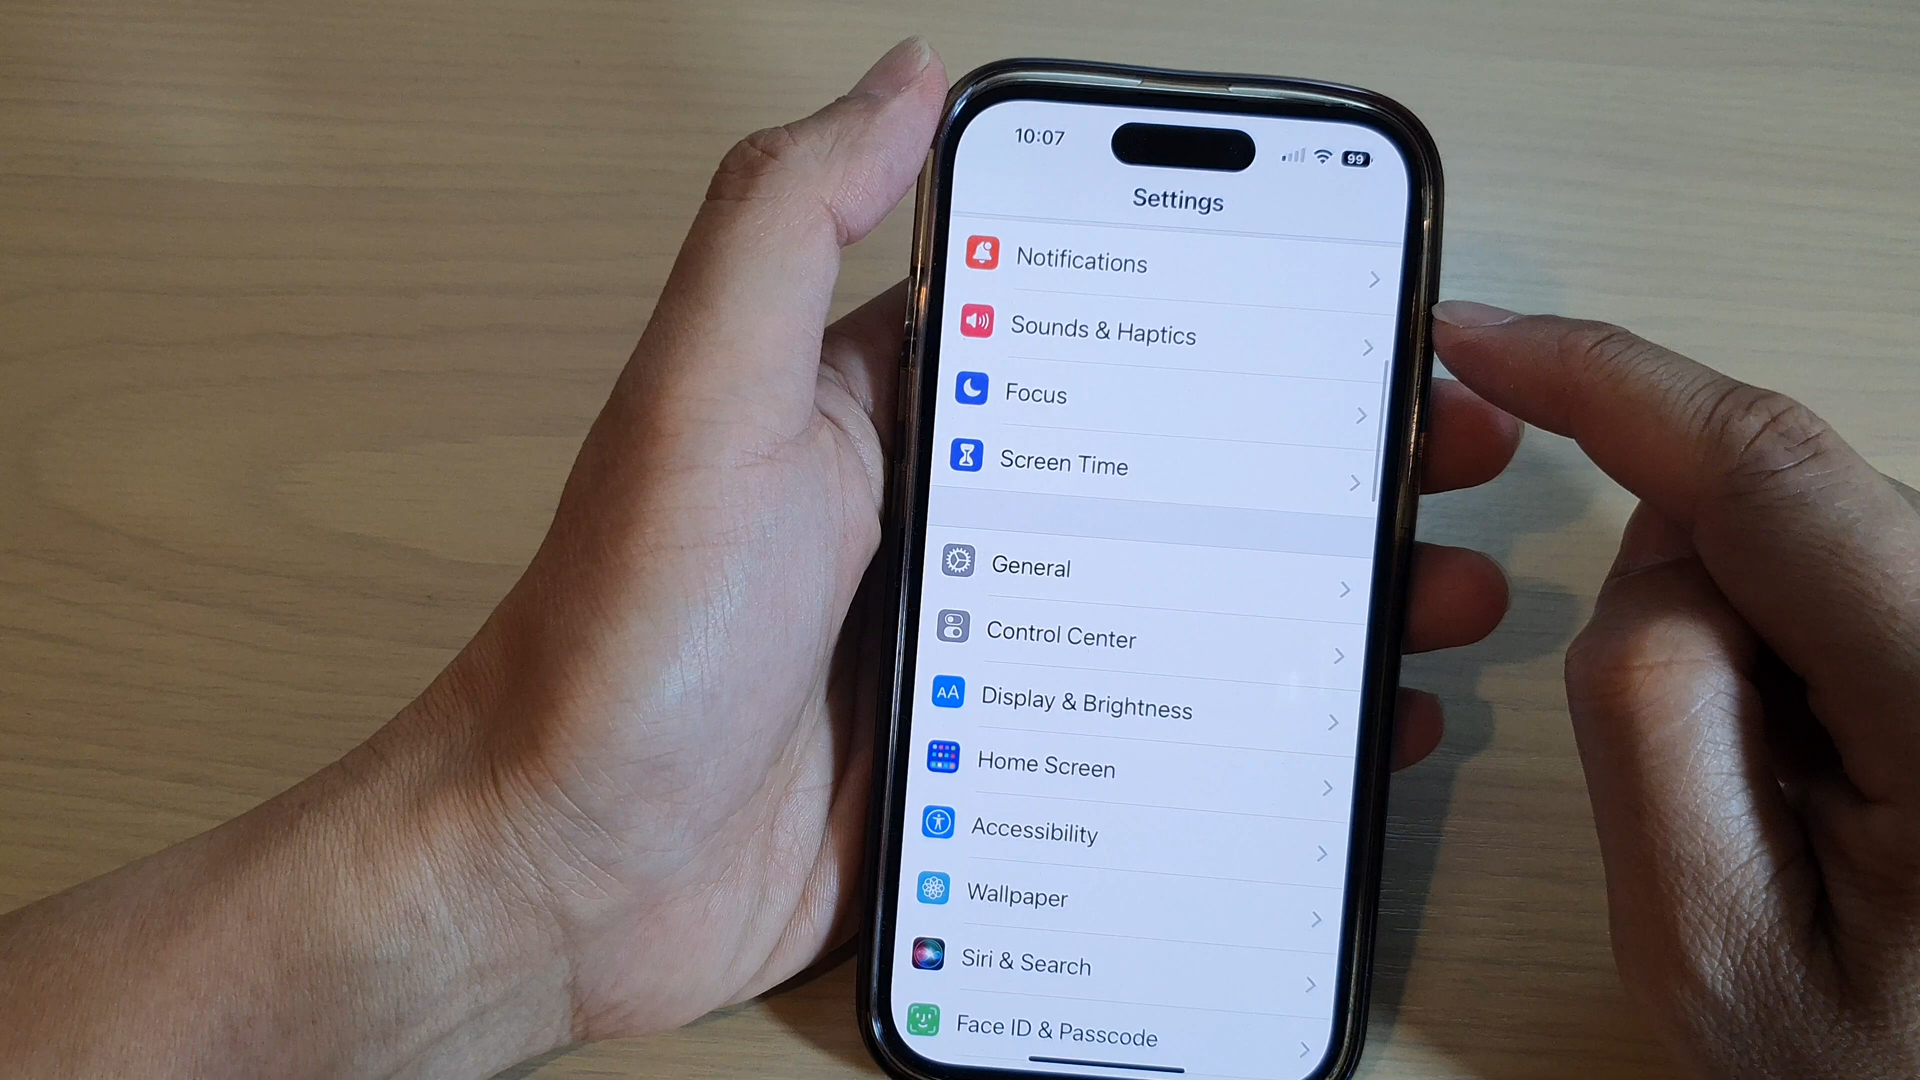 10:07
99
Settings
Notifications
Sounds & Haptics
Focus
Screen Time
General
Control Center
AA
Display & Brightness
Home Screen
Accessibility
Wallpaper
Siri & Search
Face ID & Passcode